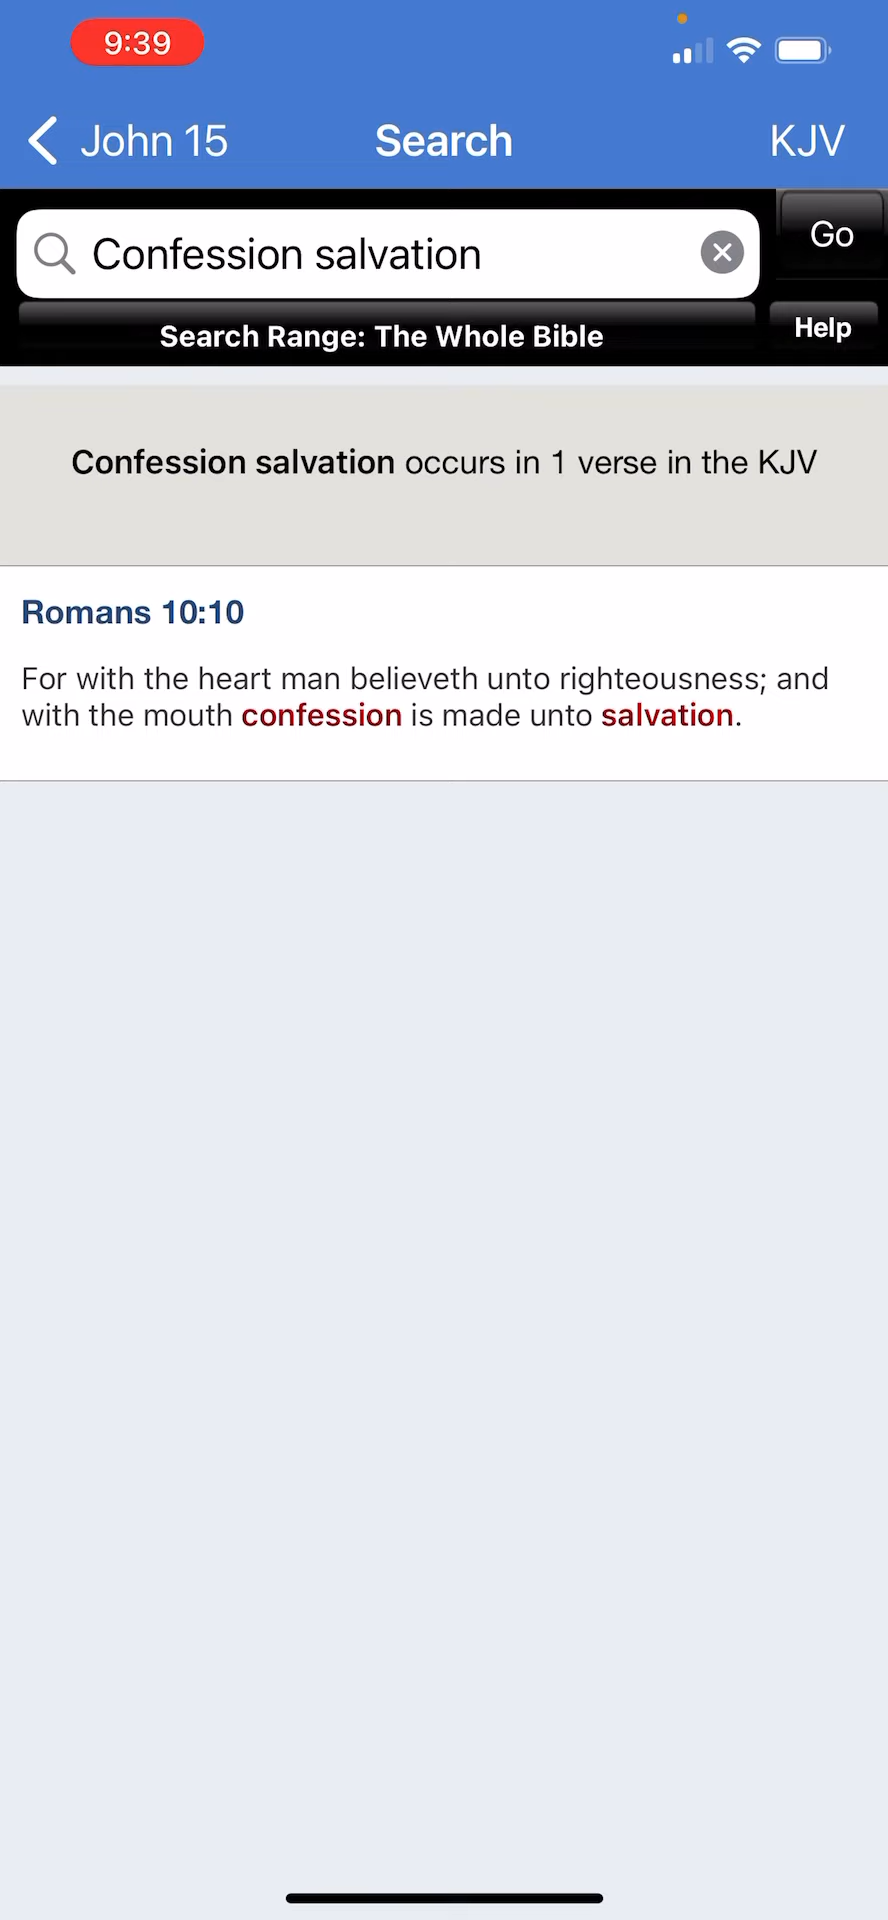 9:39
John 15 Search KJV
Confession salvation
Go
Search Range: The Whole Bible
Help
Confession salvation occurs in 1 verse in the KJV
Romans 10:10
For with the heart man believeth unto righteousness; and
with the mouth confession is made unto salvation.